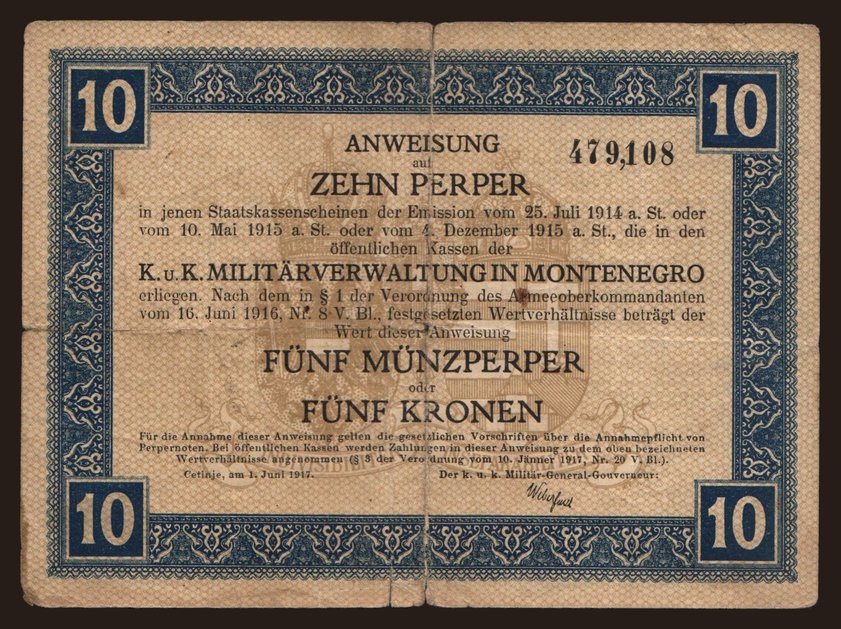 10 10
ANWEISUNG 479,108
auf
ZEHN PERPER
in jenen Staatskassenscheinen der Emission vom 25. Juli 1914 a. St. oder
vom 10. Mai 1915 a. St. oder vom 4. Dezember 1915 a. St., die in den
öffentlichen Kassen der
K. u. K. MILITÄRVERWALTUNG IN MONTENEGRO
erliegen. Nach dem in § 1 der Verordnung des Armeeoberkommandanten
vom 16. Juni 1916, Nr. 8 V. Bl., festgesetzten Wertverhältnisse beträgt der
Wert dieser Anweisung
FÜNF MÜNZPERPER
oder
FÜNF KRONEN
Für die Annahme dieser Anweisung gelten die gesetzlichen Vorschriften über die Annahmepflicht von
Perpernoten. Bei öffentlichen Kassen werden Zahlungen in dieser Anweisung zu dem oben bezeichneten
Wertverhältnisse angenommen (§ 3 der Verordnung vom 10. Jänner 1917, Nr. 20 V. Bl.).
Cetinje, am 1. Juni 1917. Der k. u. k. Militär-General-Gouverneur:
10 10